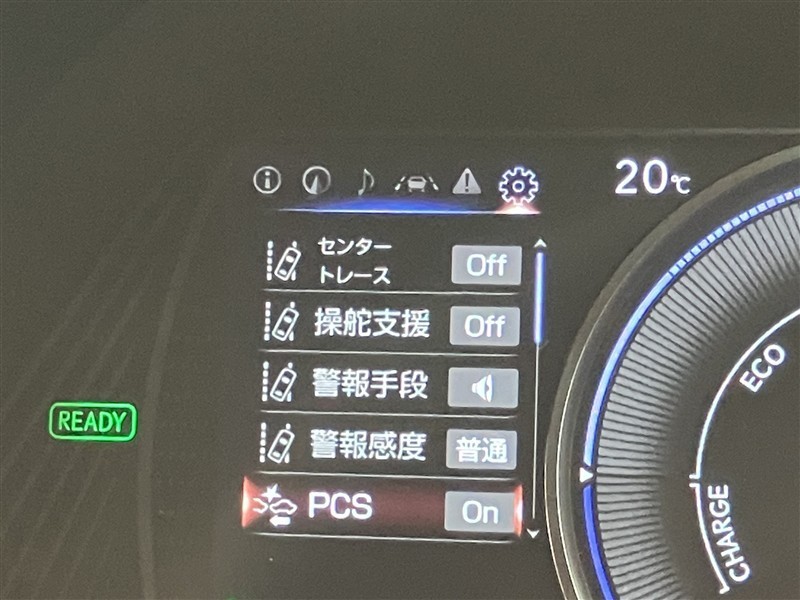 20℃
センター
トレース
Off
操舵支援 Off
警報手段
警報感度 普通
PCS On
READY
ECO
CHARGE